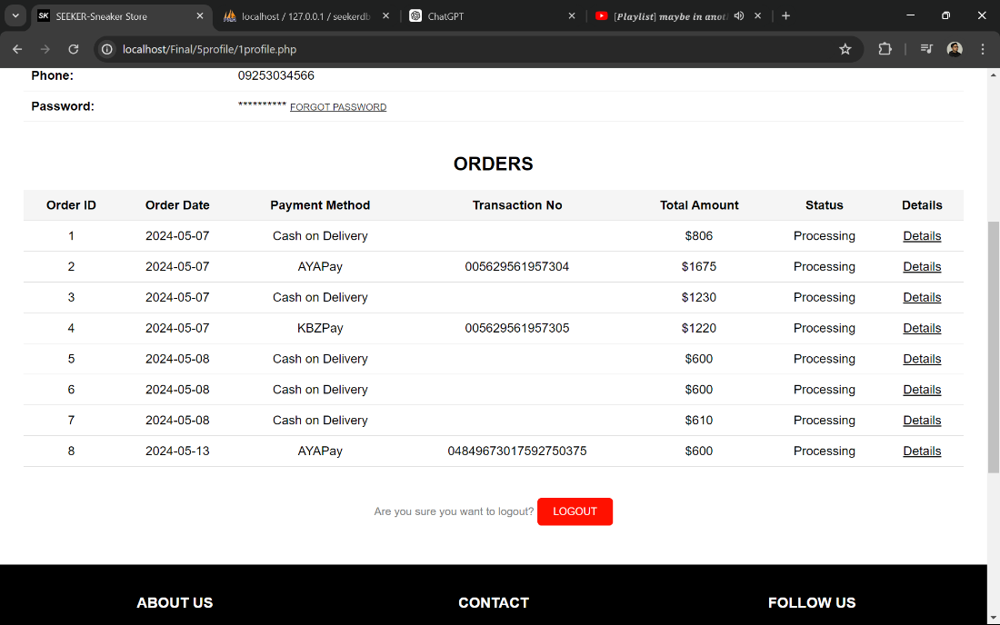 SK SEEKER-Sneaker Store
localhost / 127.0.0.1 / seekerdb
ChatGPT
[Playlist] maybe in anot
localhost/Final/5profile/1profile.php
Phone: 09253034566
Password: ********** FORGOT PASSWORD
ORDERS
Order ID Order Date Payment Method Transaction No Total Amount Status Details
1 2024-05-07 Cash on Delivery $806 Processing Details
2 2024-05-07 AYAPay 005629561957304 $1675 Processing Details
3 2024-05-07 Cash on Delivery $1230 Processing Details
4 2024-05-07 KBZPay 005629561957305 $1220 Processing Details
5 2024-05-08 Cash on Delivery $600 Processing Details
6 2024-05-08 Cash on Delivery $600 Processing Details
7 2024-05-08 Cash on Delivery $610 Processing Details
8 2024-05-13 AYAPay 04849673017592750375 $600 Processing Details
Are you sure you want to logout? LOGOUT
ABOUT US CONTACT FOLLOW US